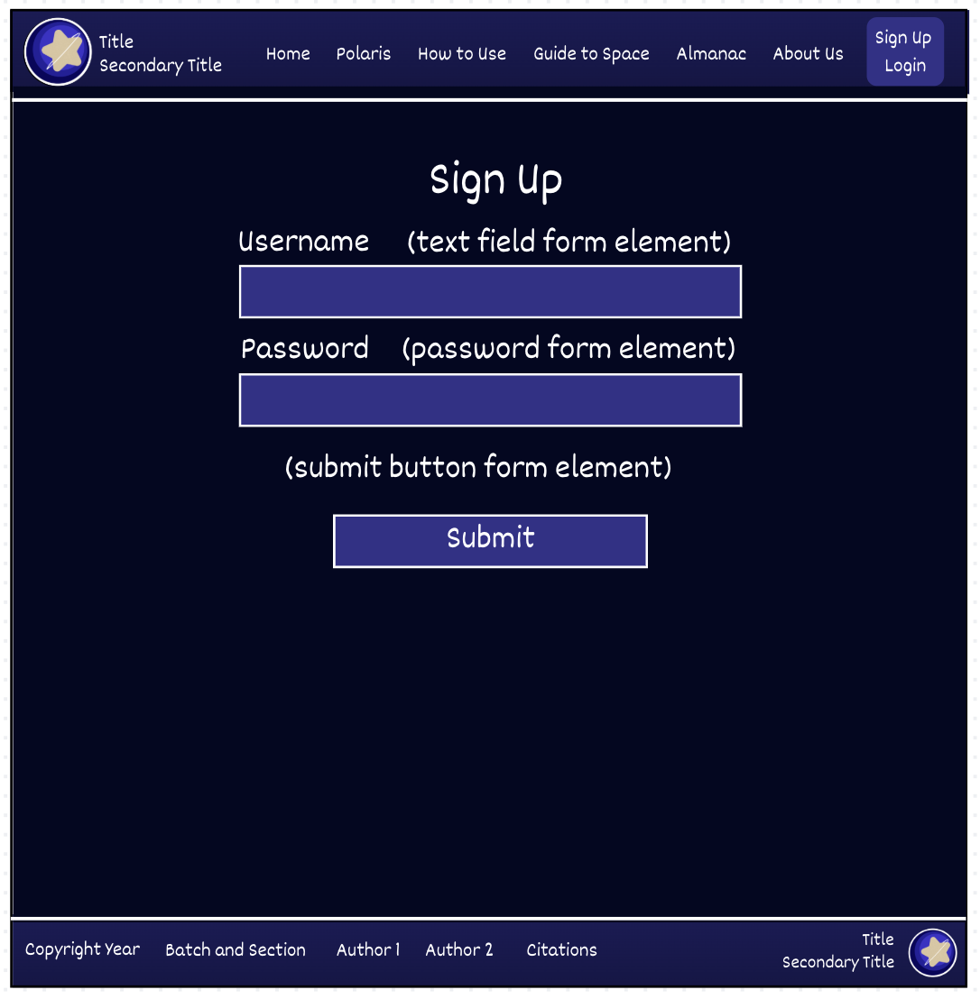 Title
Secondary Title
Home Polaris How to Use Guide to Space Almanac About Us
Sign Up
Login
Sign Up
Username (text field form element)
Password (password form element)
(submit button form element)
Submit
Copyright Year Batch and Section Author 1 Author 2 Citations
Title
Secondary Title